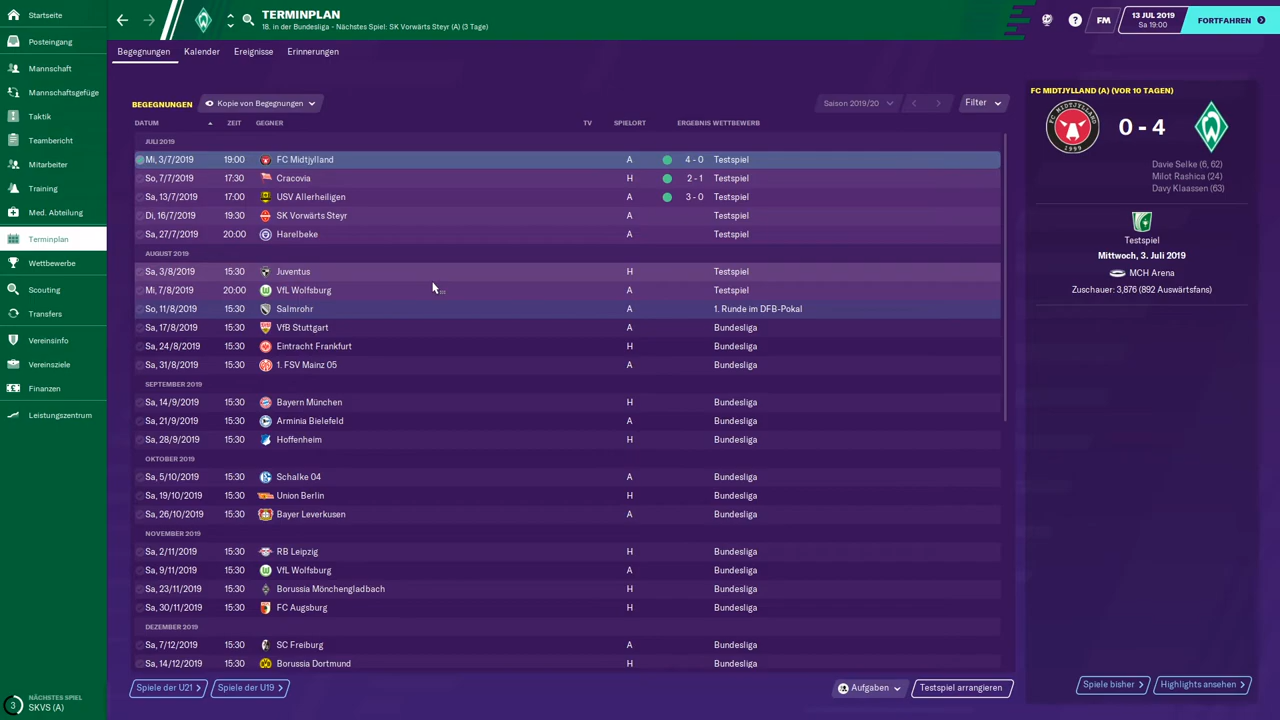 Startseite
Posteingang
Mannschaft
Mannschaftsgefüge
Taktik
Teambericht
Mitarbeiter
Training
Med. Abteilung
Terminplan
Wettbewerbe
Scouting
Transfers
Vereinsinfo
Vereinsziele
Finanzen
Leistungszentrum
3
NÄCHSTES SPIEL
SKVS (A)
TERMINPLAN
18. in der Bundesliga - Nächstes Spiel: SK Vorwärts Steyr (A) (3 Tage)
?
FM
13 JUL 2019
Sa 19:00
FORTFAHREN
Begegnungen Kalender Ereignisse Erinnerungen
BEGEGNUNGEN Kopie von Begegnungen Saison 2019/20 Filter
DATUM ZEIT GEGNER TV SPIELORT ERGEBNIS WETTBEWERB
JULI 2019
Mi, 3/7/2019 19:00 FC Midtjylland A 4 - 0 Testspiel
So, 7/7/2019 17:30 Cracovia H 2 - 1 Testspiel
Sa, 13/7/2019 17:00 USV Allerheiligen A 3 - 0 Testspiel
Di, 16/7/2019 19:30 SK Vorwärts Steyr A Testspiel
Sa, 27/7/2019 20:00 Harelbeke A Testspiel
AUGUST 2019
Sa, 3/8/2019 15:30 Juventus H Testspiel
Mi, 7/8/2019 20:00 VfL Wolfsburg A Testspiel
So, 11/8/2019 15:30 Salmrohr A 1. Runde im DFB-Pokal
Sa, 17/8/2019 15:30 VfB Stuttgart A Bundesliga
Sa, 24/8/2019 15:30 Eintracht Frankfurt H Bundesliga
Sa, 31/8/2019 15:30 1. FSV Mainz 05 A Bundesliga
SEPTEMBER 2019
Sa, 14/9/2019 15:30 Bayern München H Bundesliga
Sa, 21/9/2019 15:30 Arminia Bielefeld A Bundesliga
Sa, 28/9/2019 15:30 Hoffenheim H Bundesliga
OKTOBER 2019
Sa, 5/10/2019 15:30 Schalke 04 A Bundesliga
Sa, 19/10/2019 15:30 Union Berlin H Bundesliga
Sa, 26/10/2019 15:30 Bayer Leverkusen A Bundesliga
NOVEMBER 2019
Sa, 2/11/2019 15:30 RB Leipzig H Bundesliga
Sa, 9/11/2019 15:30 VfL Wolfsburg A Bundesliga
Sa, 23/11/2019 15:30 Borussia Mönchengladbach H Bundesliga
Sa, 30/11/2019 15:30 FC Augsburg H Bundesliga
DEZEMBER 2019
Sa, 7/12/2019 15:30 SC Freiburg A Bundesliga
Sa, 14/12/2019 15:30 Borussia Dortmund H Bundesliga
Spiele der U21 Spiele der U19 Aufgaben Testspiel arrangieren
FC MIDTJYLLAND (A) (VOR 10 TAGEN)
0 - 4
Davie Selke (6, 62)
Milot Rashica (24)
Davy Klaassen (63)
Testspiel
Mittwoch, 3. Juli 2019
MCH Arena
Zuschauer: 3,876 (892 Auswärtsfans)
Spiele bisher Highlights ansehen